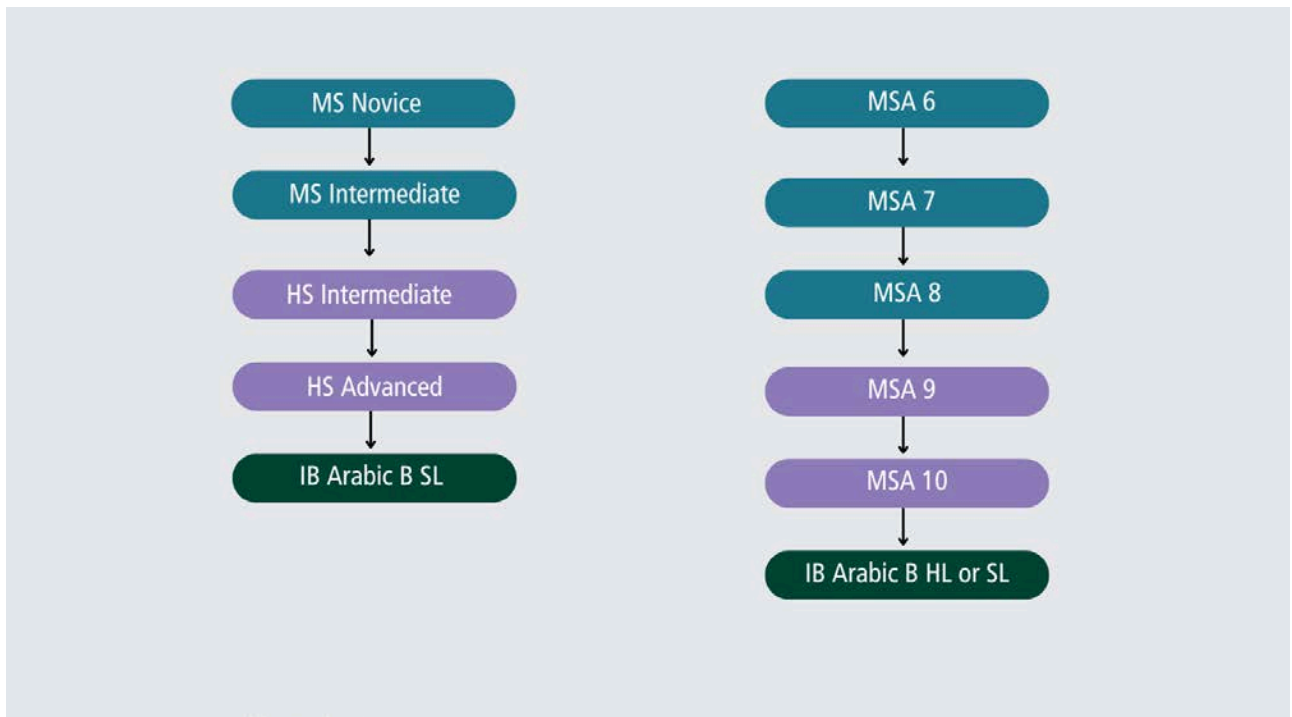 MS Novice
MS Intermediate
HS Intermediate
HS Advanced
IB Arabic B SL
MSA 6
MSA 7
MSA 8
MSA 9
MSA 10
IB Arabic B HL or SL